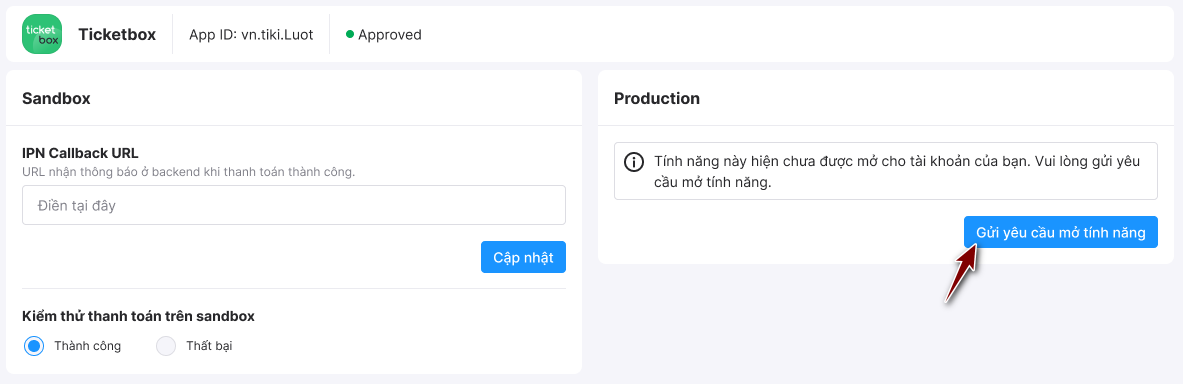 ticket
box
Ticketbox
App ID: vn.tiki.Luot
Approved
Sandbox
IPN Callback URL
URL nhận thông báo ở backend khi thanh toán thành công.
Điền tại đây
Cập nhật
Kiểm thử thanh toán trên sandbox
Thành công
Thất bại
Production
Tính năng này hiện chưa được mở cho tài khoản của bạn. Vui lòng gửi yêu
cầu mở tính năng.
Gửi yêu cầu mở tính năng